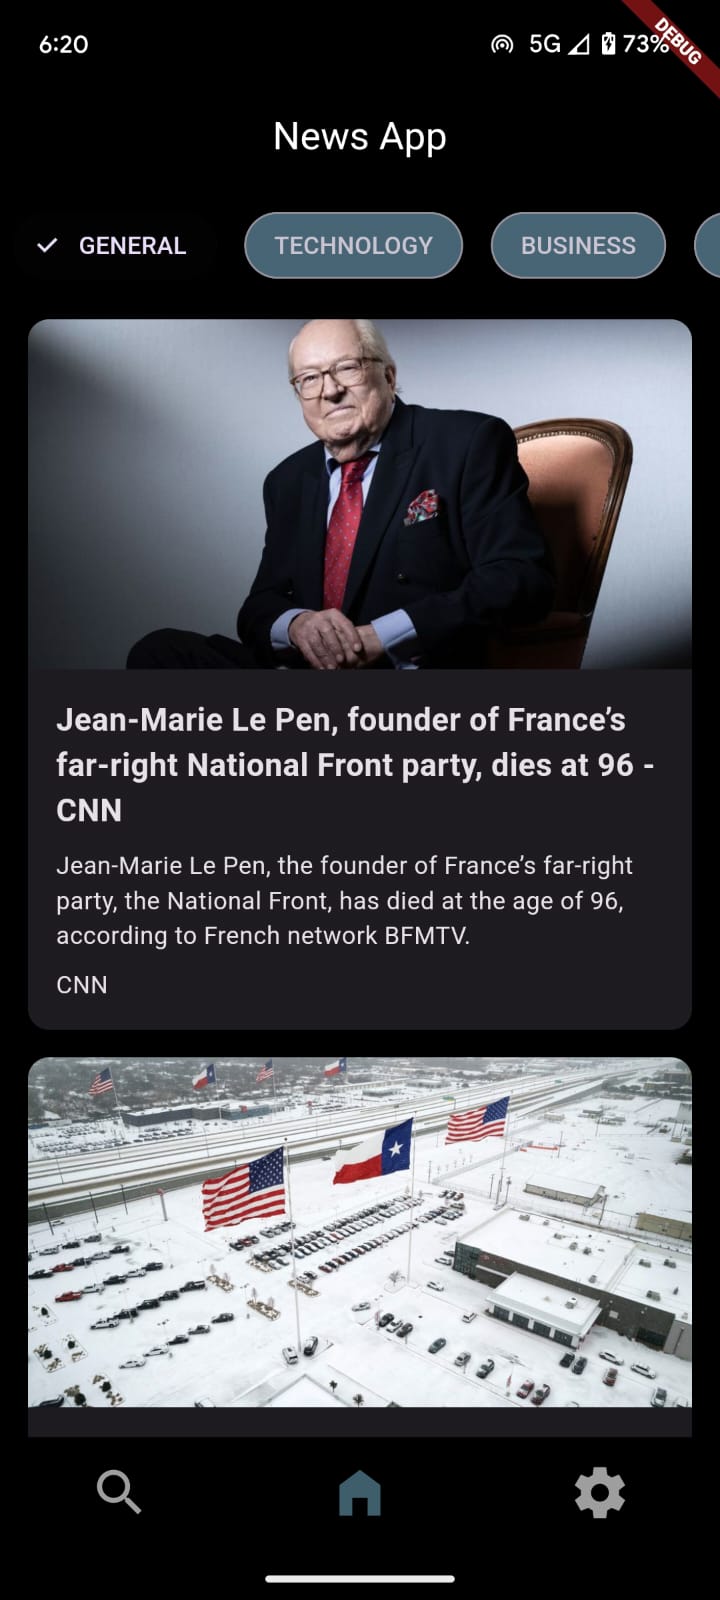 6:20
5G
73%
DEBUG
News App
GENERAL
TECHNOLOGY
BUSINESS
Jean-Marie Le Pen, founder of France’s
far-right National Front party, dies at 96 -
CNN
Jean-Marie Le Pen, the founder of France’s far-right
party, the National Front, has died at the age of 96,
according to French network BFMTV.
CNN